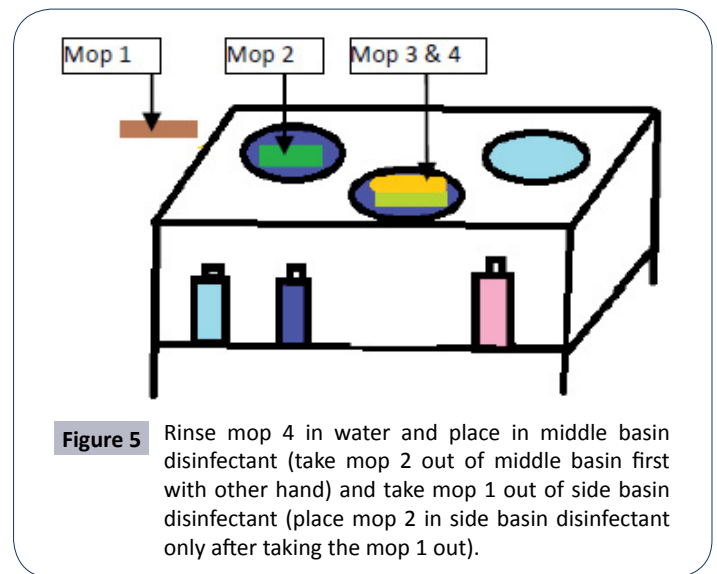 Mop 1
Mop 2
Mop 3 & 4
Figure 5
Rinse mop 4 in water and place in middle basin
disinfectant (take mop 2 out of middle basin first
with other hand) and take mop 1 out of side basin
disinfectant (place mop 2 in side basin disinfectant
only after taking the mop 1 out).